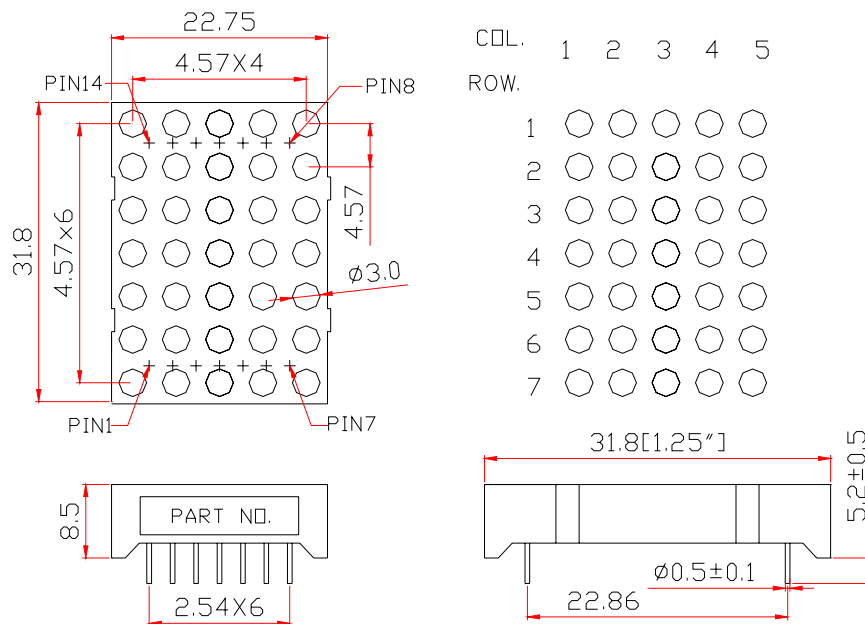 22.75
4.57X4
PIN14
PIN8
31.8
4.57x6
4.57
ø3.0
PIN1
PIN7
COL. 1 2 3 4 5
ROW.
1
2
3
4
5
6
7
8.5
PART NO.
2.54X6
31.8[1.25″]
5.2±0.5
ø0.5±0.1
22.86